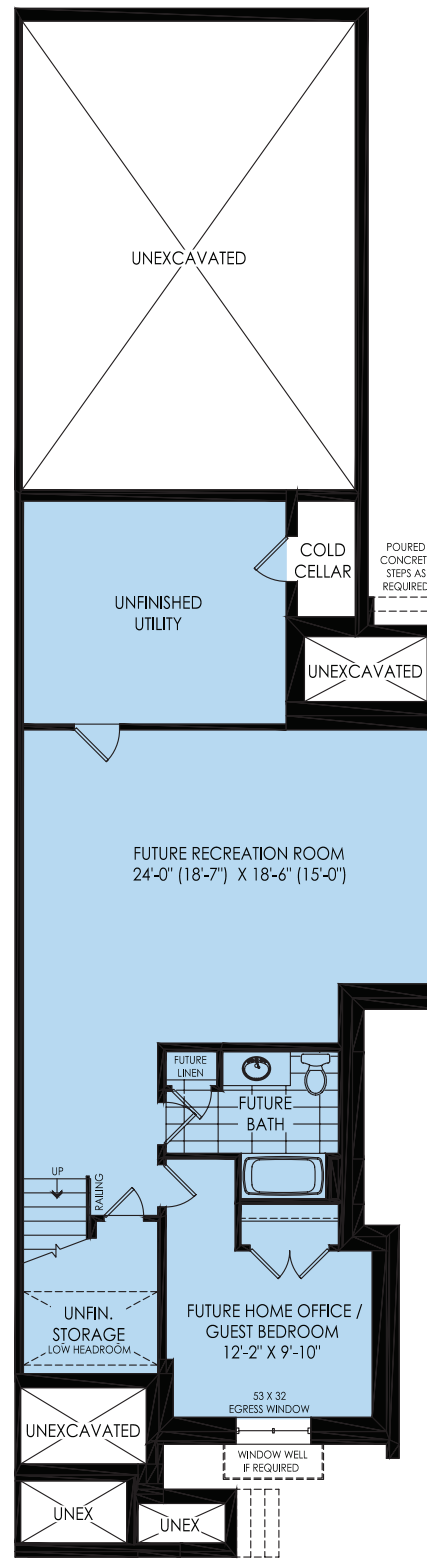 UNEXCAVATED
COLD
CELLAR
POURED
CONCRET
STEPS AS
REQUIRED
UNFINISHED
UTILITY
UNEXCAVATED
FUTURE RECREATION ROOM
24'-0" (18'-7") X 18'-6" (15'-0")
FUTURE
LINEN
FUTURE
BATH
UP
RAILING
UNFIN.
STORAGE
LOW HEADROOM
FUTURE HOME OFFICE /
GUEST BEDROOM
12'-2" X 9'-10"
53 X 32
EGRESS WINDOW
UNEXCAVATED
WINDOW WELL
IF REQUIRED
UNEX
UNEX